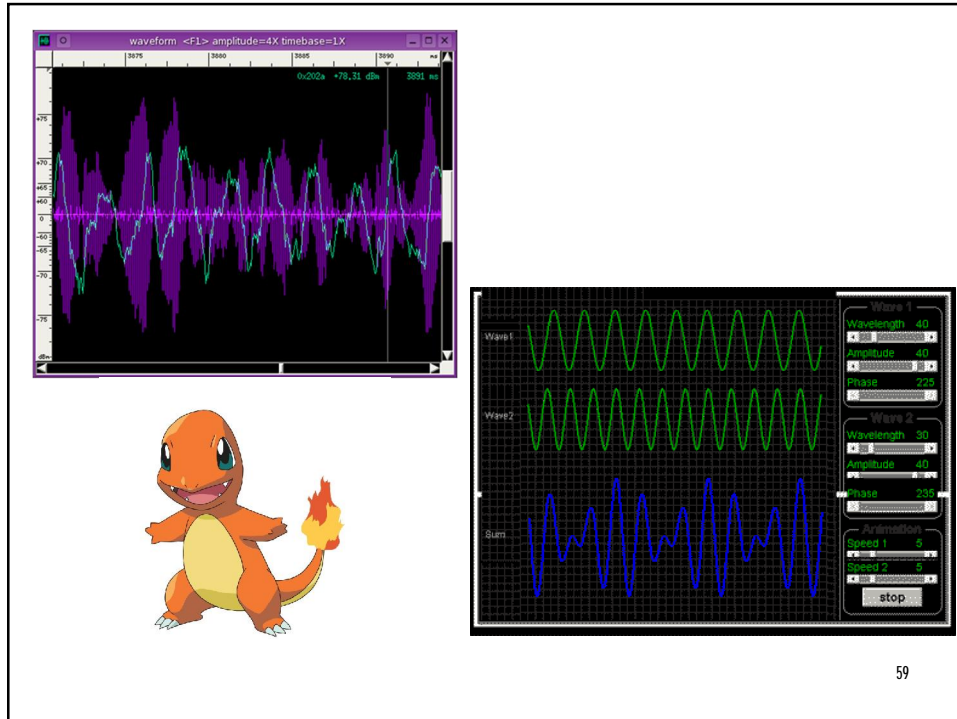 waveform <F1> amplitude=4X timebase=1X
3875 3880 3885 3890 ms
0x202a +78,31 dBm 3891 ms
+75
+70
+65
+60
0
-60
-65
-70
-75
dBm
Wave1
Wave2
Sum
Wave 1
Wavelength 40
Amplitude 40
Phase 225
Wave 2
Wavelength 30
Amplitude 40
Phase 235
Animation
Speed 1 5
Speed 2 5
stop
59